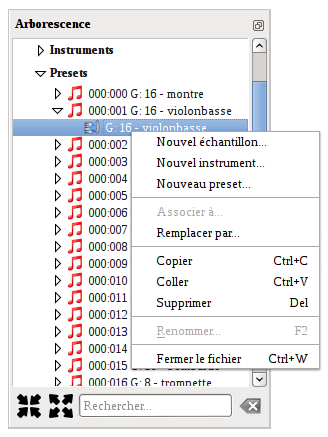 Arborescence
Instruments
Presets
000:000 G: 16 - montre
000:001 G: 16 - violonbasse
G: 16 - violonbasse
000:002
Nouvel échantillon...
000:003
Nouvel instrument...
000:004
Nouveau preset...
000:005
000:006
Associer à...
000:007
Remplacer par...
000:008
000:009
Copier Ctrl+C
000:010
Coller Ctrl+V
000:011
Supprimer Del
000:012
000:013
Renommer... F2
000:014
Fermer le fichier Ctrl+W
000:015
000:016 G: 8 - trompette
Rechercher...